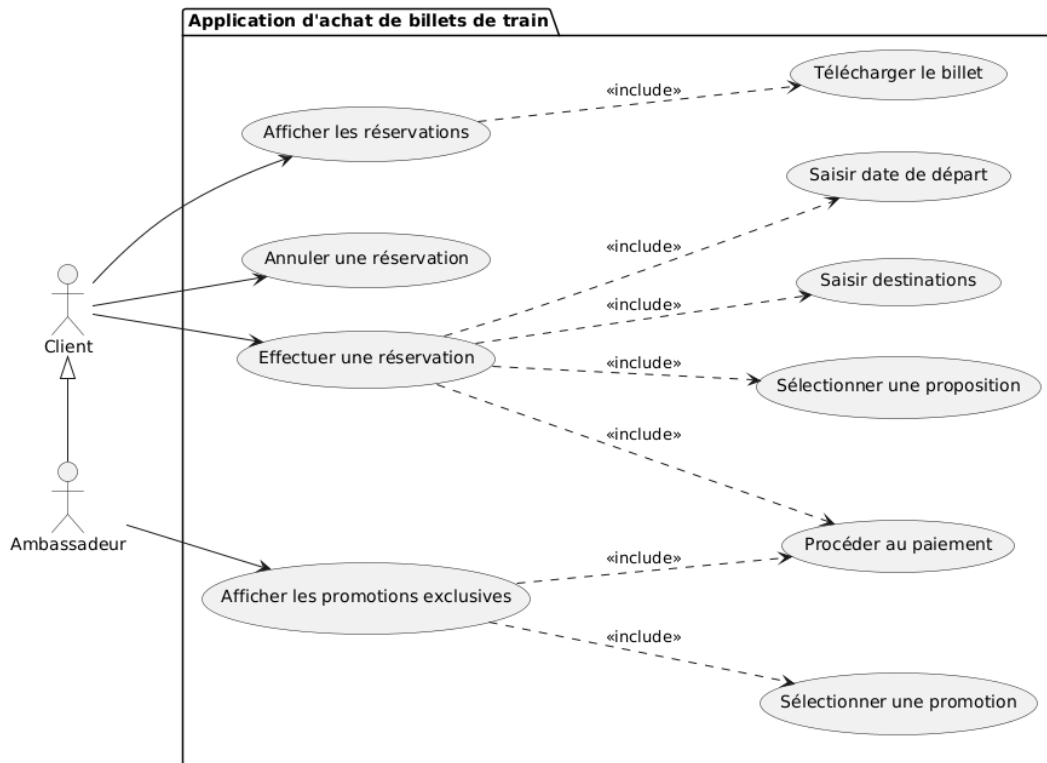 Application d'achat de billets de train
Télécharger le billet
«include»
Afficher les réservations
Saisir date de départ
«include»
Annuler une réservation
Saisir destinations
«include»
Client
Effectuer une réservation
«include»
Sélectionner une proposition
«include»
Ambassadeur
Procéder au paiement
«include»
Afficher les promotions exclusives
«include»
Sélectionner une promotion